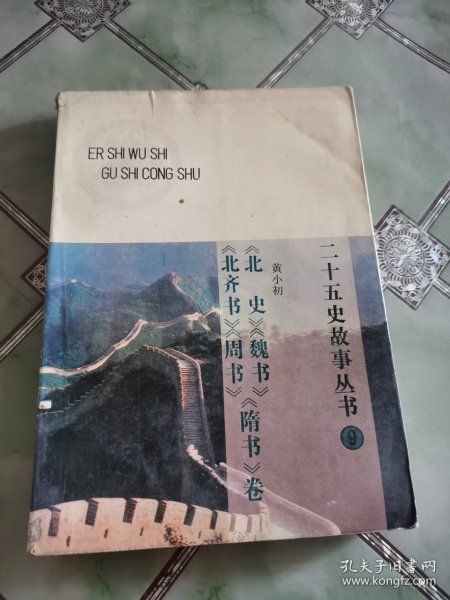 ER SHI WU SHI
GU SHI CONG SHU
二十五史故事丛书
9
黄小初
《北 史》《魏书》《隋书》卷
《北齐书》《周书》
孔夫子旧书网
www.kongfz.com